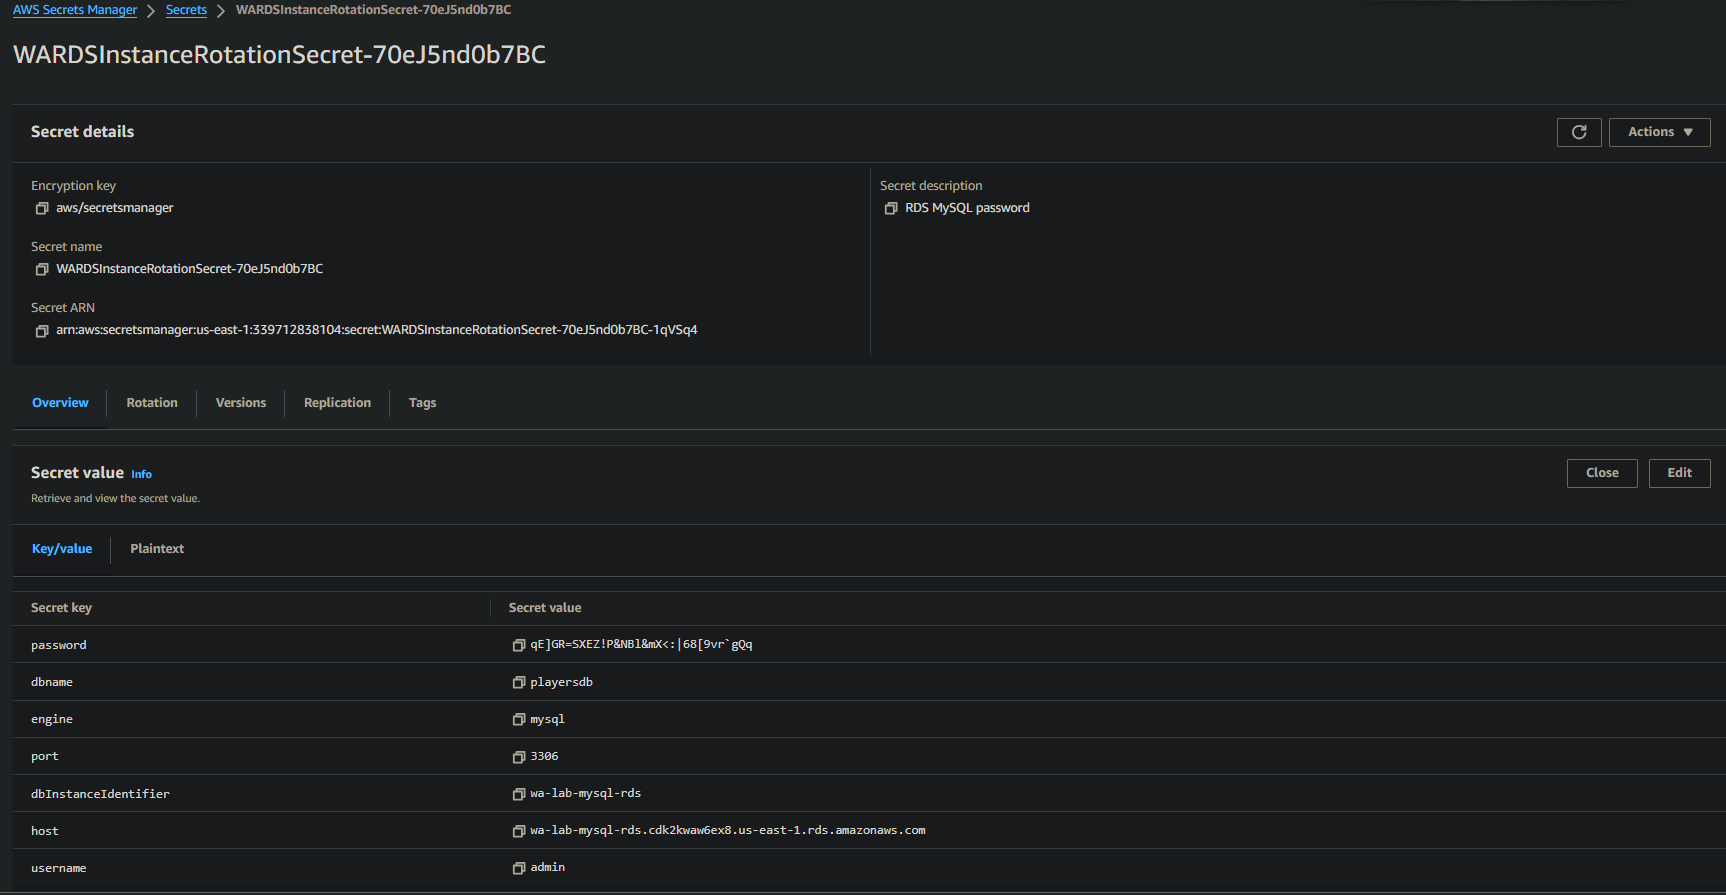 AWS Secrets Manager > Secrets > WARDSInstanceRotationSecret-70eJ5nd0b7BC
WARDSInstanceRotationSecret-70eJ5nd0b7BC
Secret details
Actions
Encryption key
aws/secretsmanager
Secret description
RDS MySQL password
Secret name
WARDSInstanceRotationSecret-70eJ5nd0b7BC
Secret ARN
arn:aws:secretsmanager:us-east-1:339712838104:secret:WARDSInstanceRotationSecret-70eJ5nd0b7BC-1qVSq4
Overview Rotation Versions Replication Tags
Secret value Info
Close Edit
Retrieve and view the secret value.
Key/value Plaintext
Secret key Secret value
password qE]GR=SXEZ!P&NBl&mX<:|68[9vr`gQq
dbname playersdb
engine mysql
port 3306
dbInstanceIdentifier wa-lab-mysql-rds
host wa-lab-mysql-rds.cdk2kwaw6ex8.us-east-1.rds.amazonaws.com
username admin